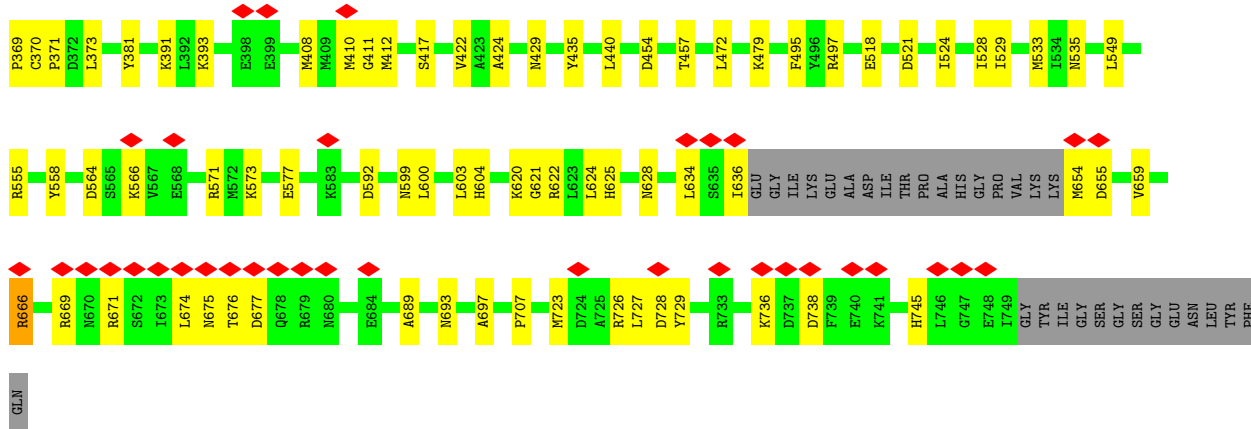 P369 C370 P371 D372 L373 Y381 K391 L392 K393 E398 E399 M408 M409 M410 G411 M412 S417 V422 A423 A424 N429 Y435 L440 D454 T457 L472 K479 F495 Y496 R497 E518 D521 I524 I528 I529 M533 I534 N535 L549
R555 Y558 D564 S565 K566 V567 E568 R571 M572 K573 E577 K583 D592 N599 L600 L603 H604 K620 G621 R622 L623 L624 H625 N628 L634 S635 I636 GLU GLY ILE LYS GLU ALA ASP ILE THR PRO ALA HIS GLY PRO VAL LYS LYS M654 D655 V659
R666 R669 N670 R671 S672 I673 L674 N675 T676 D677 Q678 R679 N680 E684 A689 N693 A697 P707 M723 D724 A725 R726 L727 D728 Y729 R733 K736 D737 D738 F739 E740 K741 H745 L746 G747 E748 I749 GLY TYR ILE GLY SER GLY SER GLY GLU ASN LEU TYR PHE
GLN